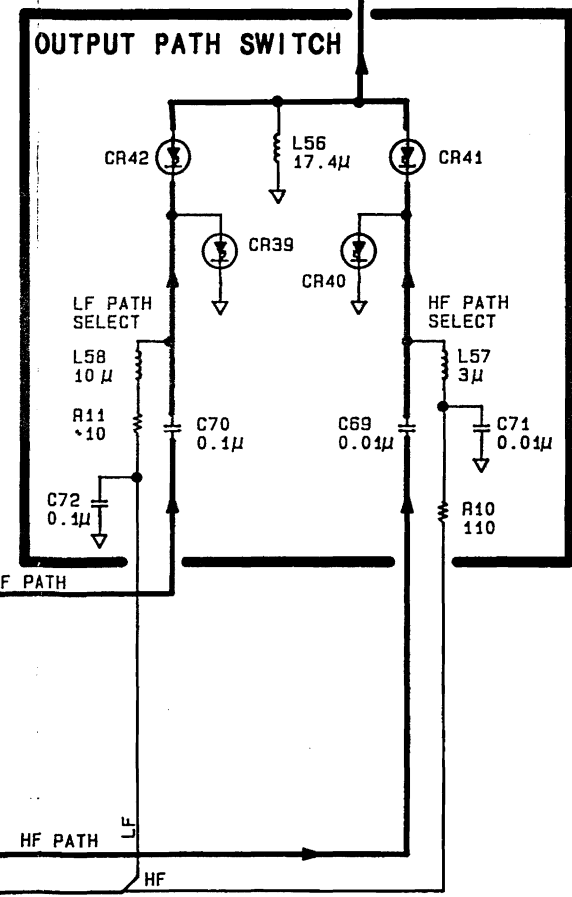 OUTPUT PATH SWITCH
CR42
L56
17.4µ
CR41
CR39
CR40
LF PATH
SELECT
HF PATH
SELECT
L58
10 µ
L57
3µ
R11
*10
C70
0.1µ
C69
0.01µ
C71
0.01µ
C72
0.1µ
R10
110
F PATH
LF
HF PATH
HF